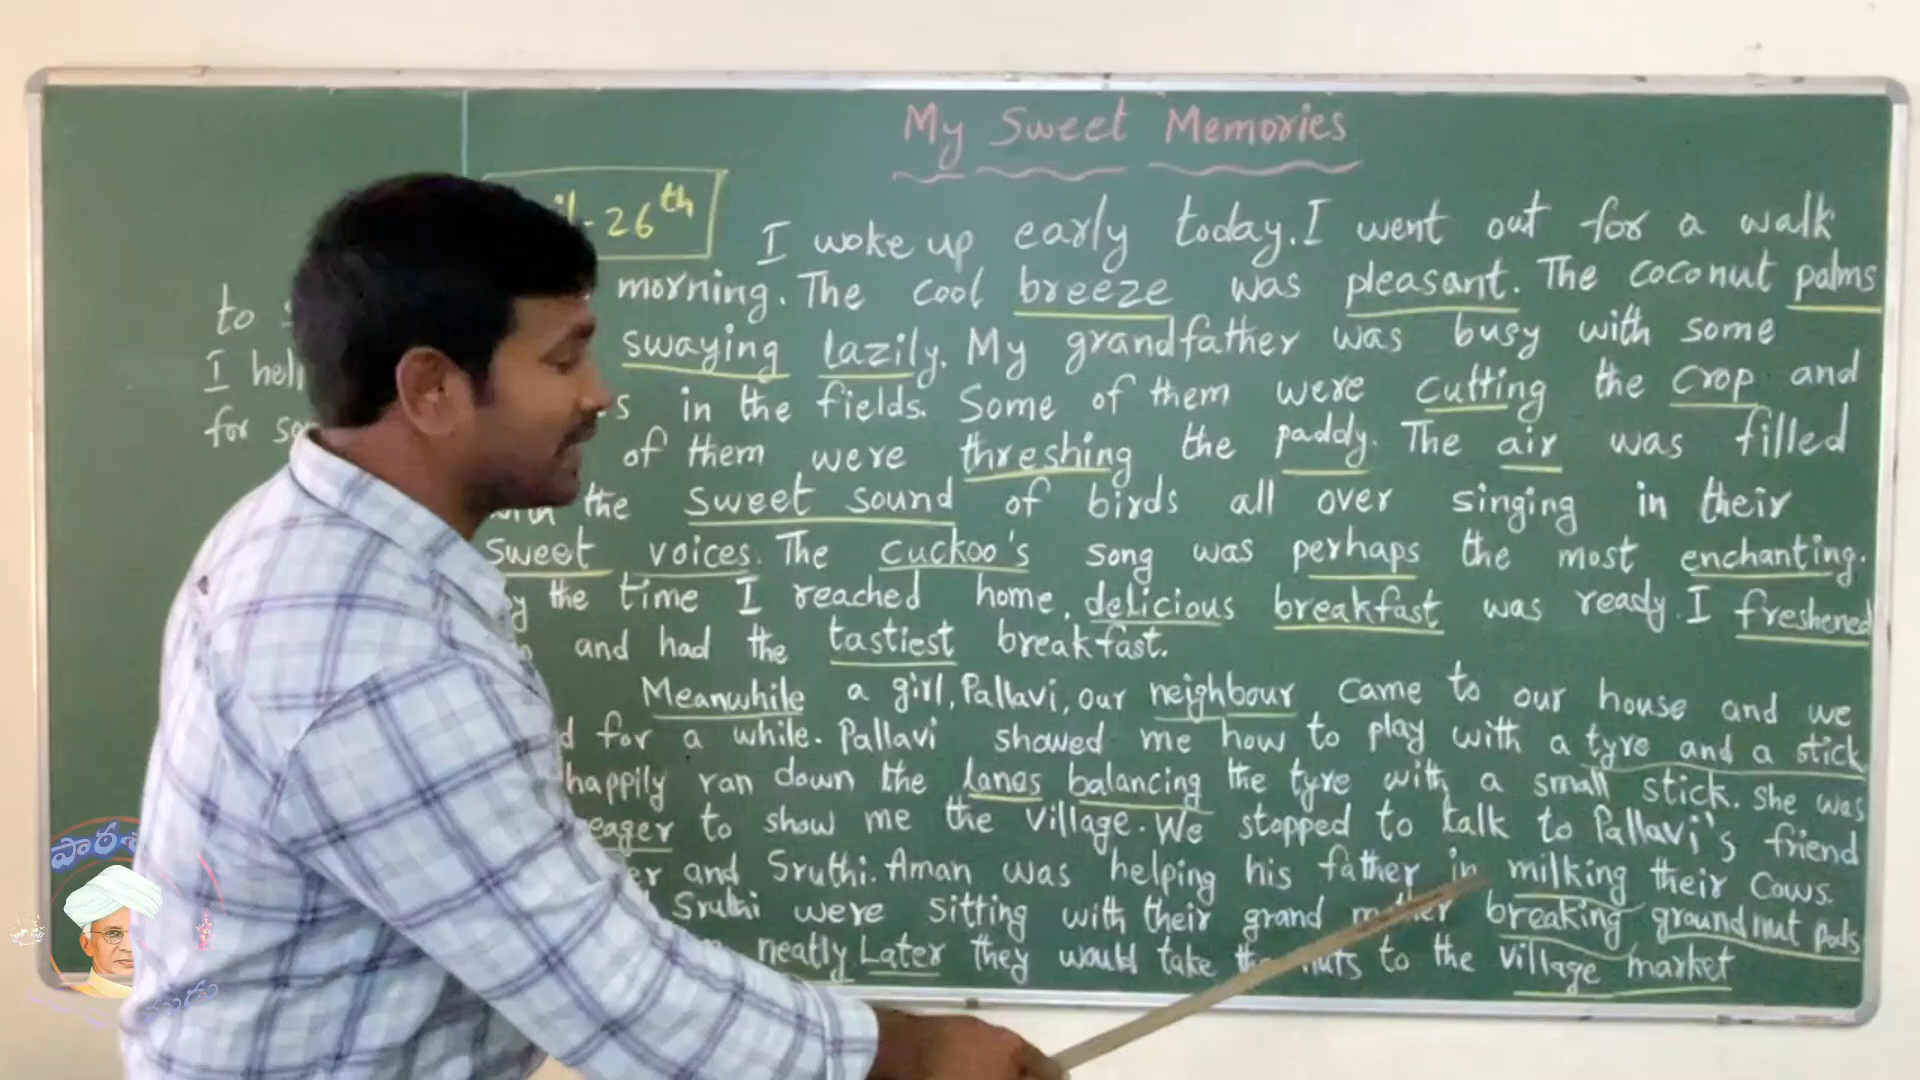 My Sweet Memories
26th
I woke up early today. I went out for a walk
morning. The cool breeze was pleasant. The coconut palms
swaying lazily. My grandfather was busy with some
s in the fields. Some of them were cutting the crop and
of them were threshing the paddy. The air was filled
with the sweet sound of birds all over singing in their
sweet voices. The cuckoo's song was perhaps the most enchanting.
the time I reached home, delicious breakfast was ready. I freshened
and had the tastiest breakfast.
Meanwhile a girl, Pallavi, our neighbour came to our house and we
d for a while. Pallavi showed me how to play with a tyre and a stick
happily ran down the lanes balancing the tyre with a small stick. She was
eager to show me the village. We stopped to talk to Pallavi's friend
er and Sruthi. Aman was helping his father in milking their cows.
Sruthi were sitting with their grand mother breaking groundnut pods
neatly Later they would take the nuts to the village market
to
I hel
for so